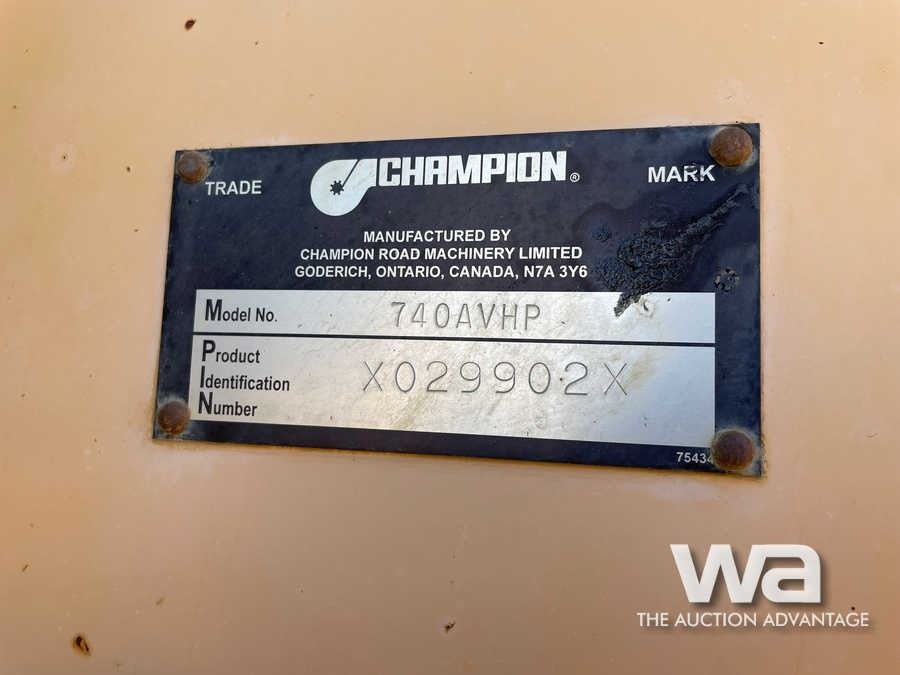 TRADE CHAMPION® MARK
MANUFACTURED BY
CHAMPION ROAD MACHINERY LIMITED
GODERICH, ONTARIO, CANADA, N7A 3Y6
Model No. 740AVHP
Product
Identification X029902X
Number
75434
wa
THE AUCTION ADVANTAGE